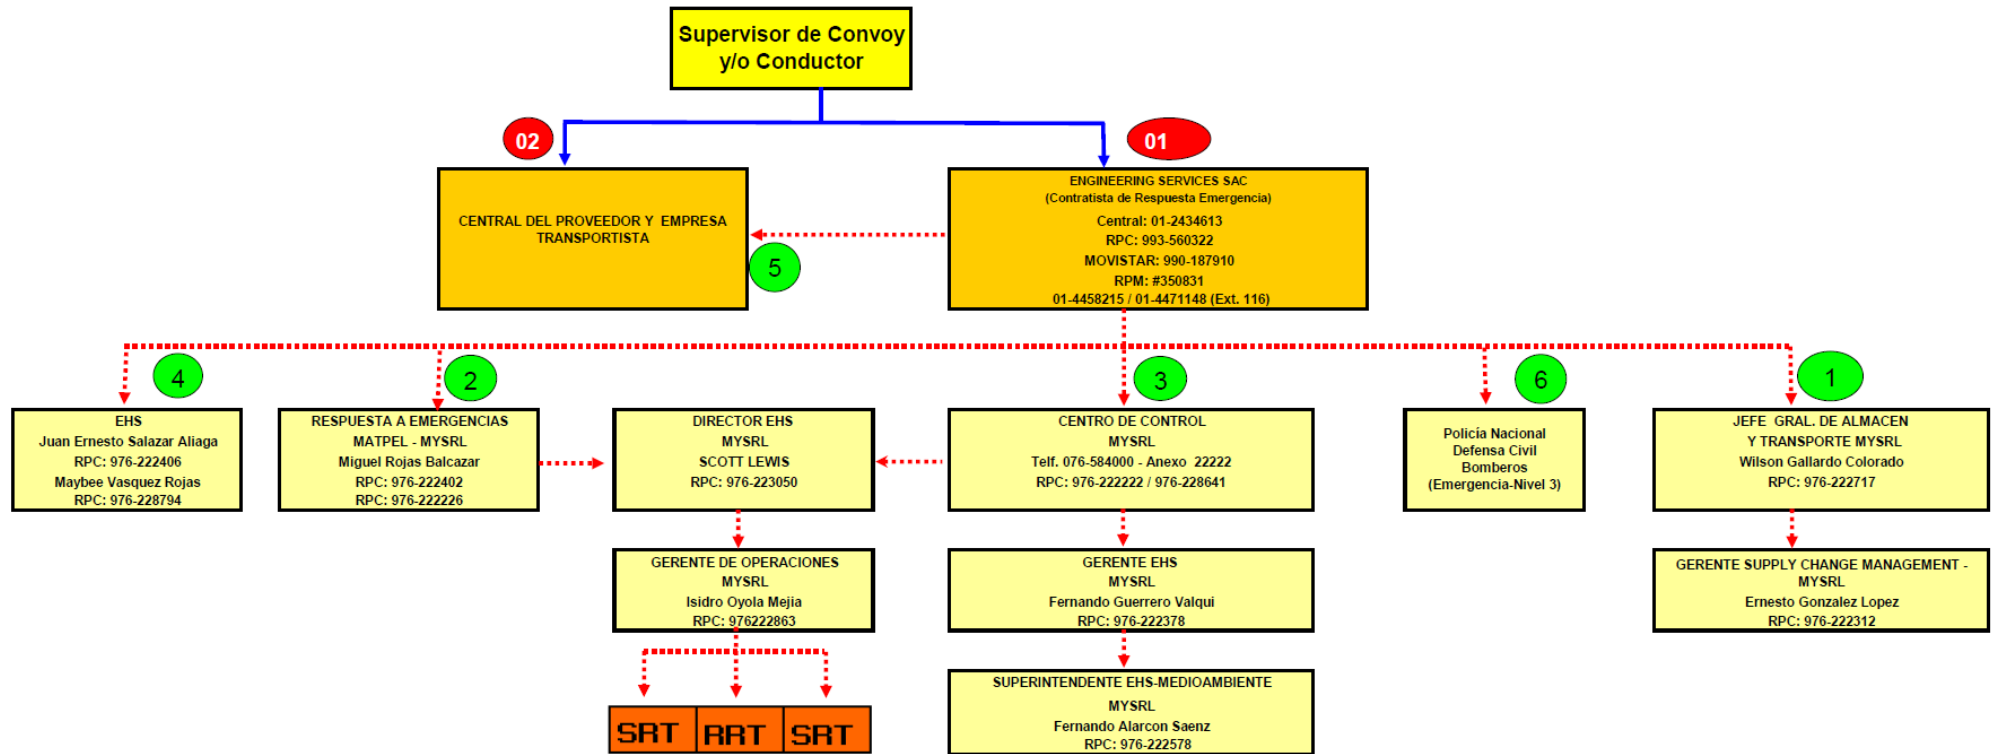 Supervisor de Convoy
y/o Conductor
02
01
CENTRAL DEL PROVEEDOR Y EMPRESA
TRANSPORTISTA
ENGINEERING SERVICES SAC
(Contratista de Respuesta Emergencia)
Central: 01-2434613
RPC: 993-560322
MOVISTAR: 990-187910
RPM: #350831
01-4458215 / 01-4471148 (Ext. 116)
5
4
2
3
6
1
EHS
Juan Ernesto Salazar Aliaga
RPC: 976-222406
Maybee Vasquez Rojas
RPC: 976-228794
RESPUESTA A EMERGENCIAS
MATPEL - MYSRL
Miguel Rojas Balcazar
RPC: 976-222402
RPC: 976-222226
DIRECTOR EHS
MYSRL
SCOTT LEWIS
RPC: 976-223050
CENTRO DE CONTROL
MYSRL
Telf. 076-584000 - Anexo 22222
RPC: 976-222222 / 976-228641
Policía Nacional
Defensa Civil
Bomberos
(Emergencia-Nivel 3)
JEFE GRAL. DE ALMACEN
Y TRANSPORTE MYSRL
Wilson Gallardo Colorado
RPC: 976-222717
GERENTE DE OPERACIONES
MYSRL
Isidro Oyola Mejia
RPC: 976222863
GERENTE EHS
MYSRL
Fernando Guerrero Valqui
RPC: 976-222378
GERENTE SUPPLY CHANGE MANAGEMENT -
MYSRL
Ernesto Gonzalez Lopez
RPC: 976-222312
SUPERINTENDENTE EHS-MEDIOAMBIENTE
MYSRL
Fernando Alarcon Saenz
RPC: 976-222578
SRT RRT SRT